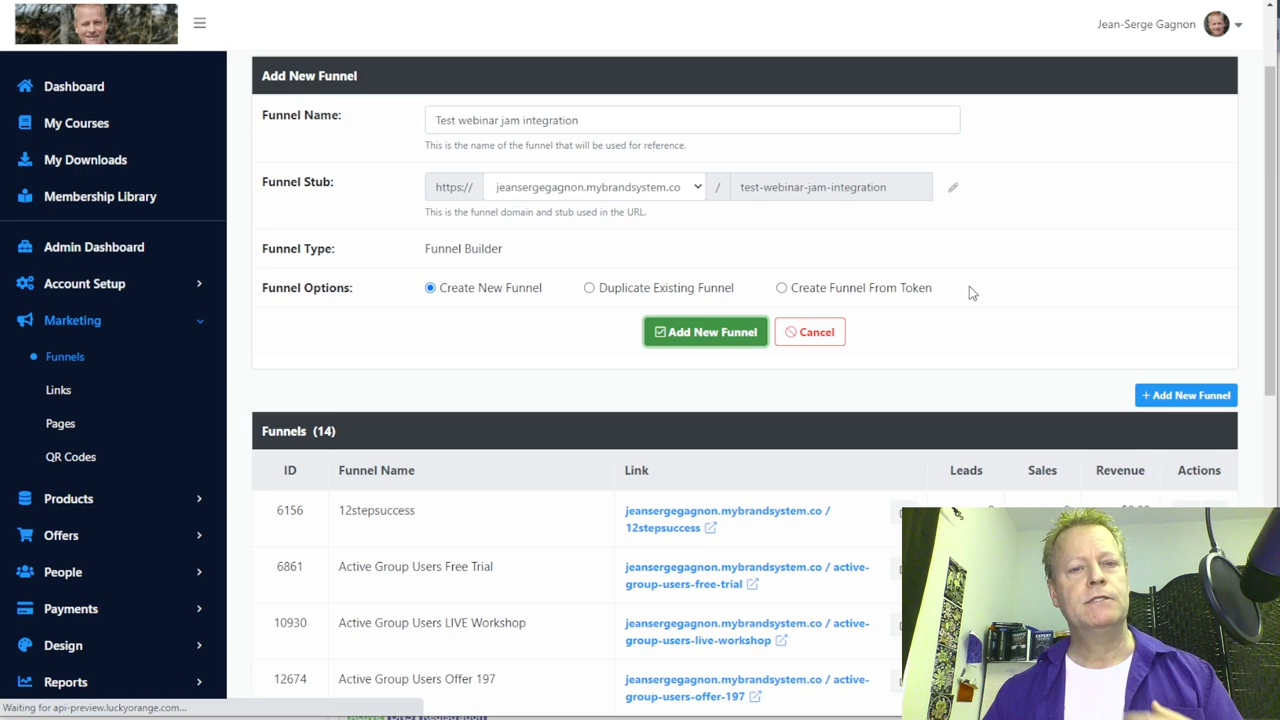 Jean-Serge Gagnon
Dashboard
My Courses
My Downloads
Membership Library
Admin Dashboard
Account Setup
Marketing
Funnels
Links
Pages
QR Codes
Products
Offers
People
Payments
Design
Reports
Waiting for api-preview.luckyorange.com...
Add New Funnel
Funnel Name:
Test webinar jam integration
This is the name of the funnel that will be used for reference.
Funnel Stub:
https:// jeansergegagnon.mybrandsystem.co / test-webinar-jam-integration
This is the funnel domain and stub used in the URL.
Funnel Type: Funnel Builder
Funnel Options: Create New Funnel Duplicate Existing Funnel Create Funnel From Token
Add New Funnel Cancel
+ Add New Funnel
Funnels (14)
ID Funnel Name Link Leads Sales Revenue Actions
6156 12stepsuccess jeansergegagnon.mybrandsystem.co /
12stepsuccess
6861 Active Group Users Free Trial jeansergegagnon.mybrandsystem.co / active-
group-users-free-trial
10930 Active Group Users LIVE Workshop jeansergegagnon.mybrandsystem.co / active-
group-users-live-workshop
12674 Active Group Users Offer 197 jeansergegagnon.mybrandsystem.co / active-
group-users-offer-197